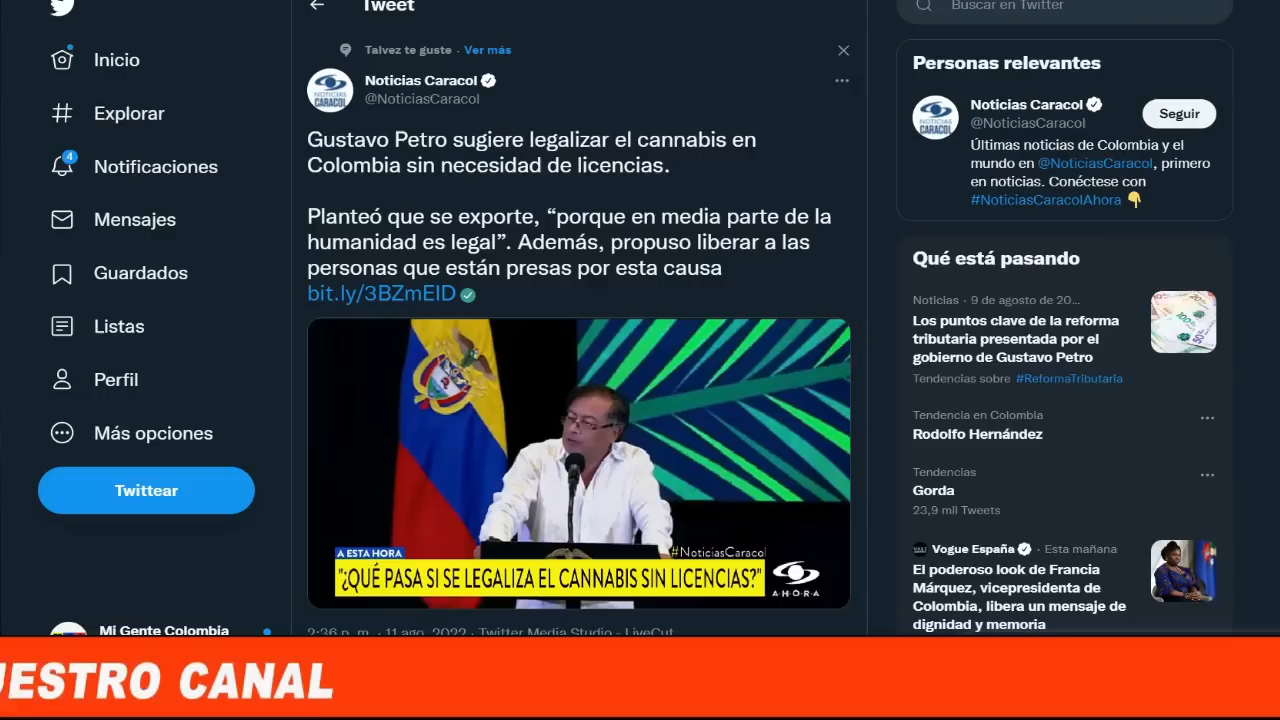 Tweet
Buscar en Twitter
Inicio
Explorar
4
Notificaciones
Mensajes
Guardados
Listas
Perfil
Más opciones
Twittear
Mi Gente Colombia
Talvez te guste · Ver más
Noticias Caracol
@NoticiasCaracol
NOTICIAS
CARACOL
Gustavo Petro sugiere legalizar el cannabis en
Colombia sin necesidad de licencias.
Planteó que se exporte, “porque en media parte de la
humanidad es legal”. Además, propuso liberar a las
personas que están presas por esta causa
bit.ly/3BZmEID
A ESTA HORA
#NoticiasCaracol
"¿QUÉ PASA SI SE LEGALIZA EL CANNABIS SIN LICENCIAS?"
AHORA
2:36 p. m. · 11 ago. 2022 · Twitter Media Studio - LiveCut
Personas relevantes
Noticias Caracol
@NoticiasCaracol
Seguir
NOTICIAS
CARACOL
Últimas noticias de Colombia y el
mundo en @NoticiasCaracol, primero
en noticias. Conéctese con
#NoticiasCaracolAhora
Qué está pasando
Noticias · 9 de agosto de 20...
Los puntos clave de la reforma
tributaria presentada por el
gobierno de Gustavo Petro
Tendencias sobre #ReformaTributaria
Tendencia en Colombia
Rodolfo Hernández
Tendencias
Gorda
23,9 mil Tweets
Vogue España · Esta mañana
El poderoso look de Francia
Márquez, vicepresidenta de
Colombia, libera un mensaje de
dignidad y memoria
UESTRO CANAL